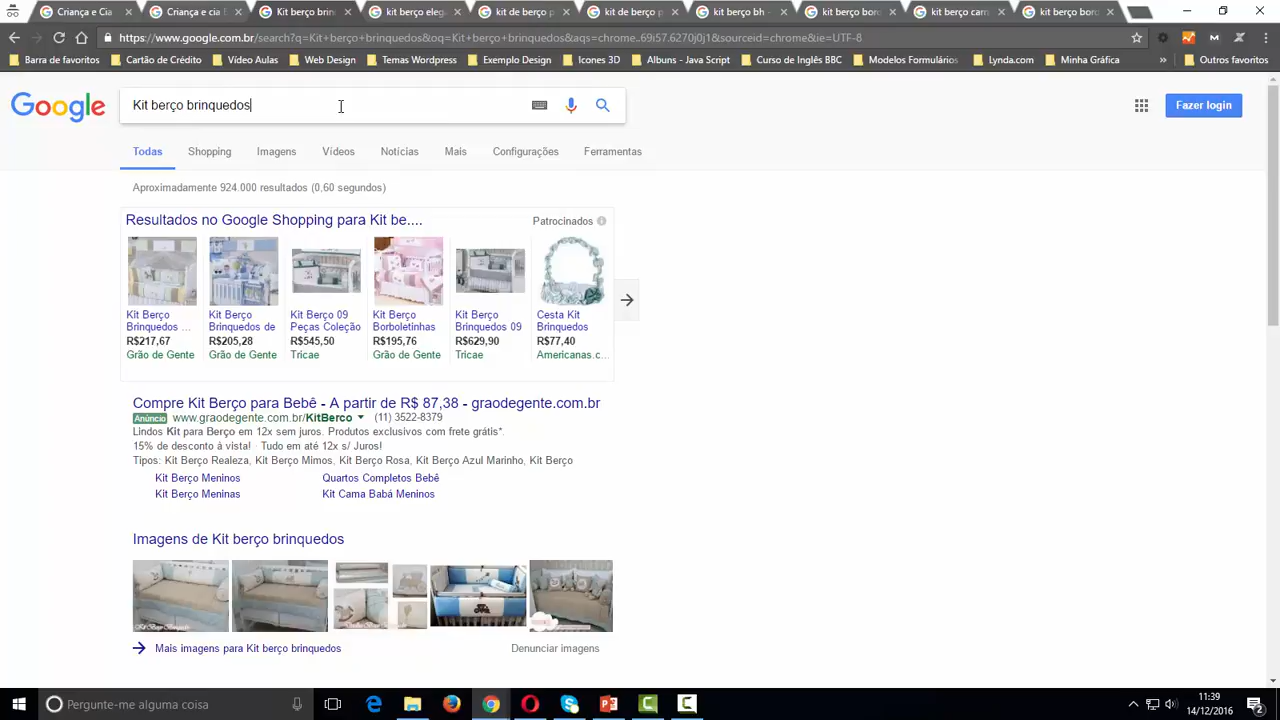 Criança e Cia
Criança e cia E
Kit berço brin
kit berço eleg
kit de berço p
kit de berço p
kit berço bh -
kit berço bor
kit berço carr
kit berço bor
https://www.google.com.br/search?q=Kit+berço+brinquedos&oq=Kit+berço+brinquedos&aqs=chrome..69i57.6270j0j1&sourceid=chrome&ie=UTF-8
Barra de favoritos
Cartão de Crédito
Vídeo Aulas
Web Design
Temas Wordpress
Exemplo Design
Icones 3D
Albuns - Java Script
Curso de Inglês BBC
Modelos Formulários
Lynda.com
Minha Gráfica
Outros favoritos
Google
Kit berço brinquedos
Fazer login
Todas
Shopping
Imagens
Vídeos
Notícias
Mais
Configurações
Ferramentas
Aproximadamente 924.000 resultados (0,60 segundos)
Resultados no Google Shopping para Kit be....
Patrocinados
Kit Berço
Brinquedos ...
R$217,67
Grão de Gente
Kit Berço
Brinquedos de
R$205,28
Grão de Gente
Kit Berço 09
Peças Coleção
R$545,50
Tricae
Kit Berço
Borboletinhas
R$195,76
Grão de Gente
Kit Berço
Brinquedos 09
R$629,90
Tricae
Cesta Kit
Brinquedos
R$77,40
Americanas.c...
Compre Kit Berço para Bebê - A partir de R$ 87,38 - graodegente.com.br
Anúncio www.graodegente.com.br/KitBerco (11) 3522-8379
Lindos Kit para Berço em 12x sem juros. Produtos exclusivos com frete grátis*.
15% de desconto à vista! · Tudo em até 12x s/ Juros!
Tipos: Kit Berço Realeza, Kit Berço Mimos, Kit Berço Rosa, Kit Berço Azul Marinho, Kit Berço
Kit Berço Meninos
Quartos Completos Bebê
Kit Berço Meninas
Kit Cama Babá Meninos
Imagens de Kit berço brinquedos
Mais imagens para Kit berço brinquedos
Denunciar imagens
Pergunte-me alguma coisa
11:39
14/12/2016
2